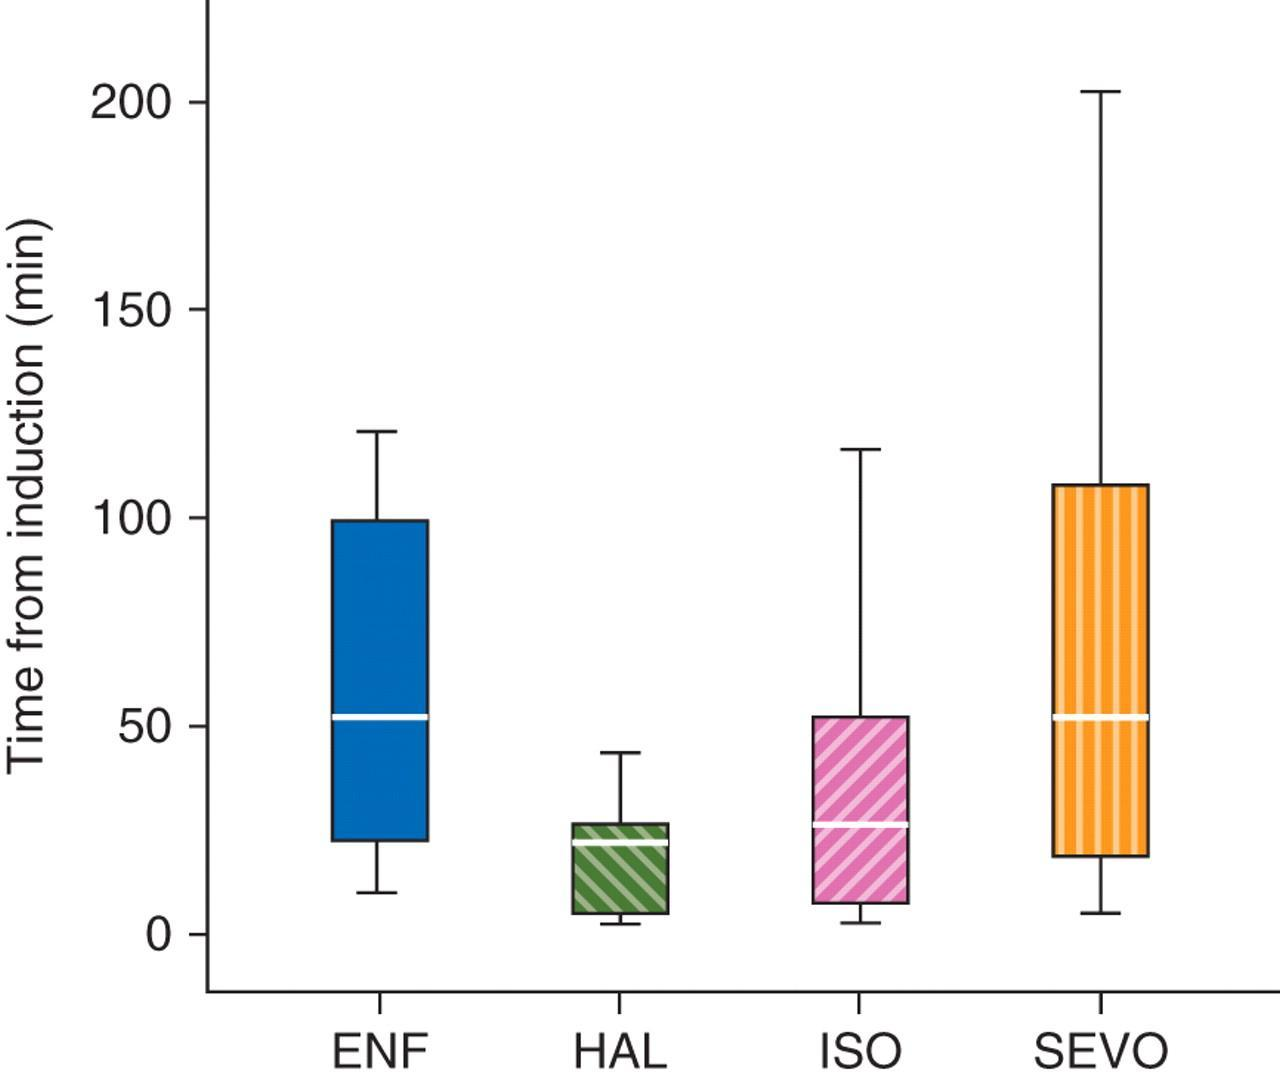 Time from induction (min)
200
150
100
50
0
ENF HAL ISO SEVO